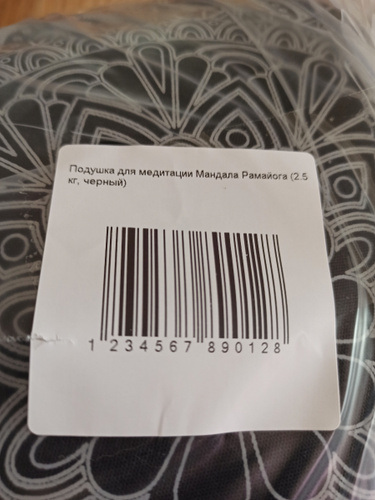 Подушка для медитации Мандала Рамайога (2.5
кг, черный)
1 234567 890128